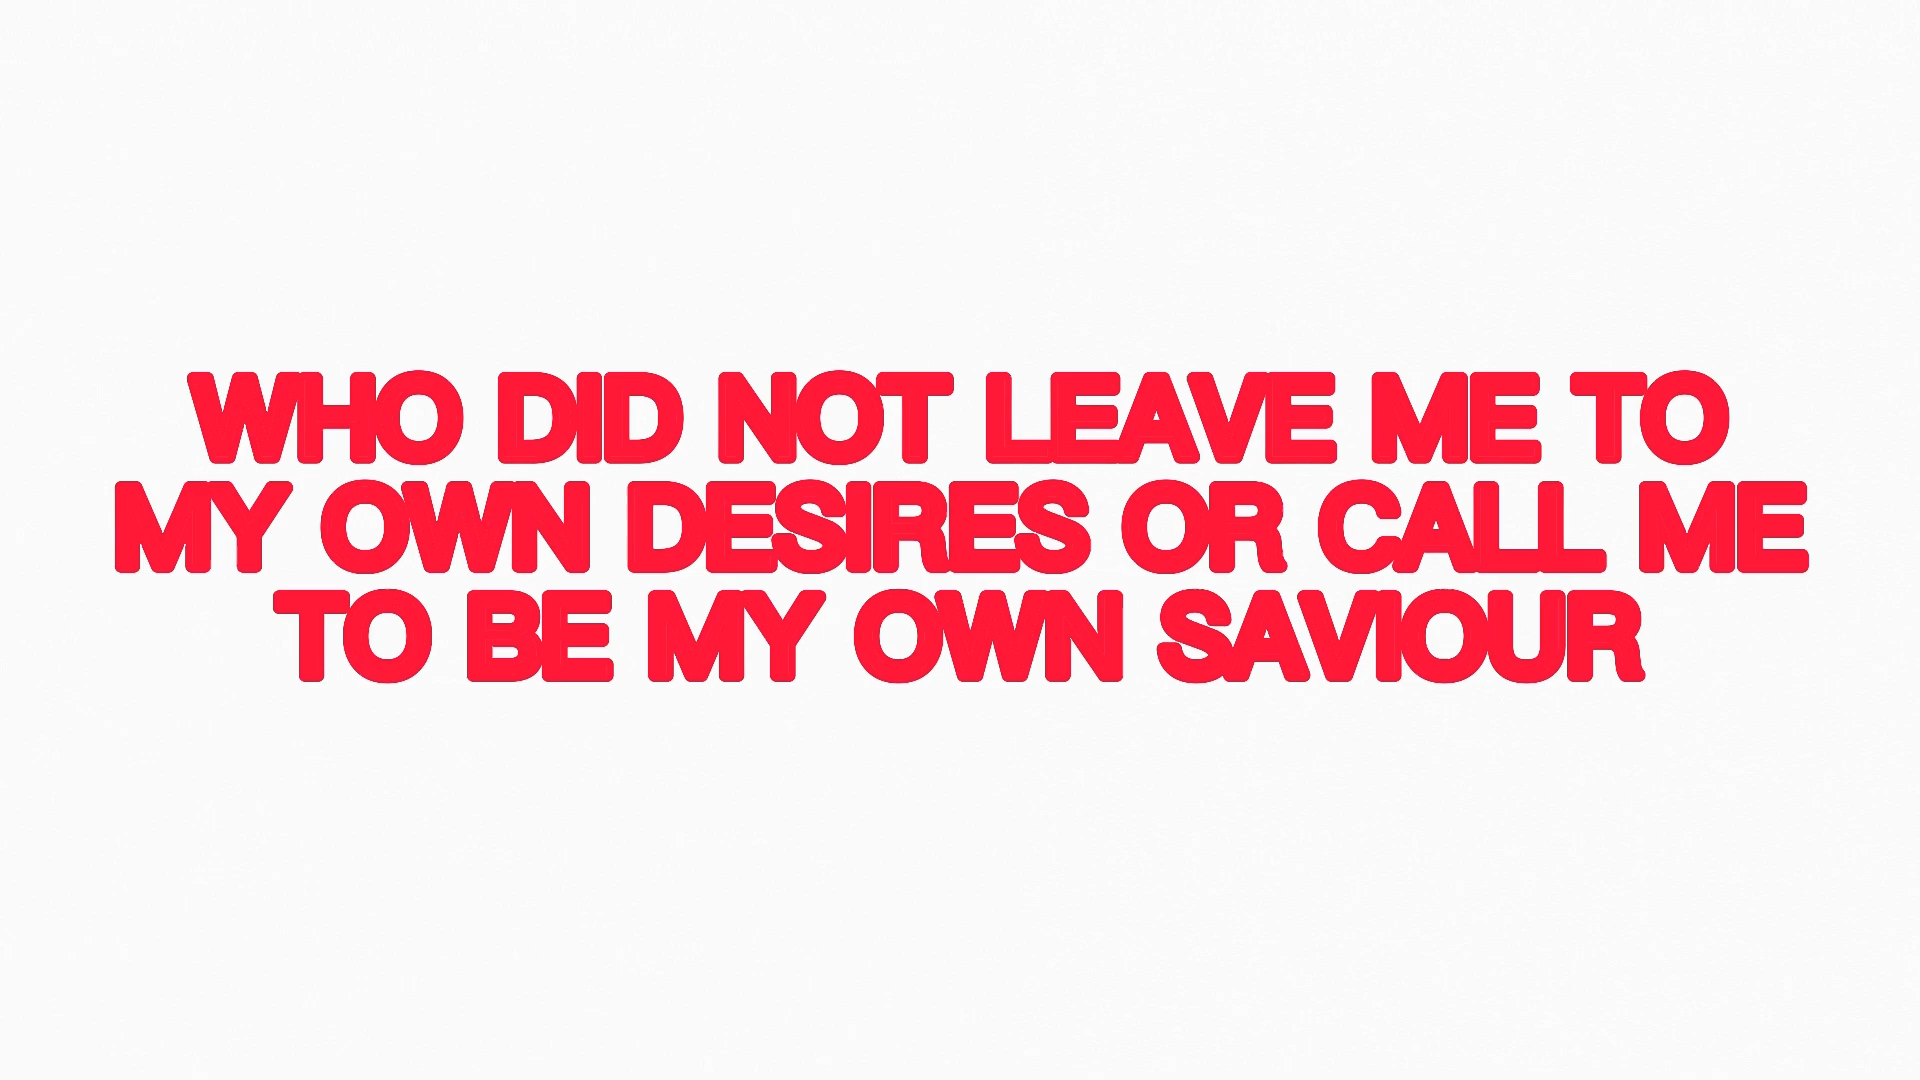 WHO DID NOT LEAVE ME TO
MY OWN DESIRES OR CALL ME
TO BE MY OWN SAVIOUR